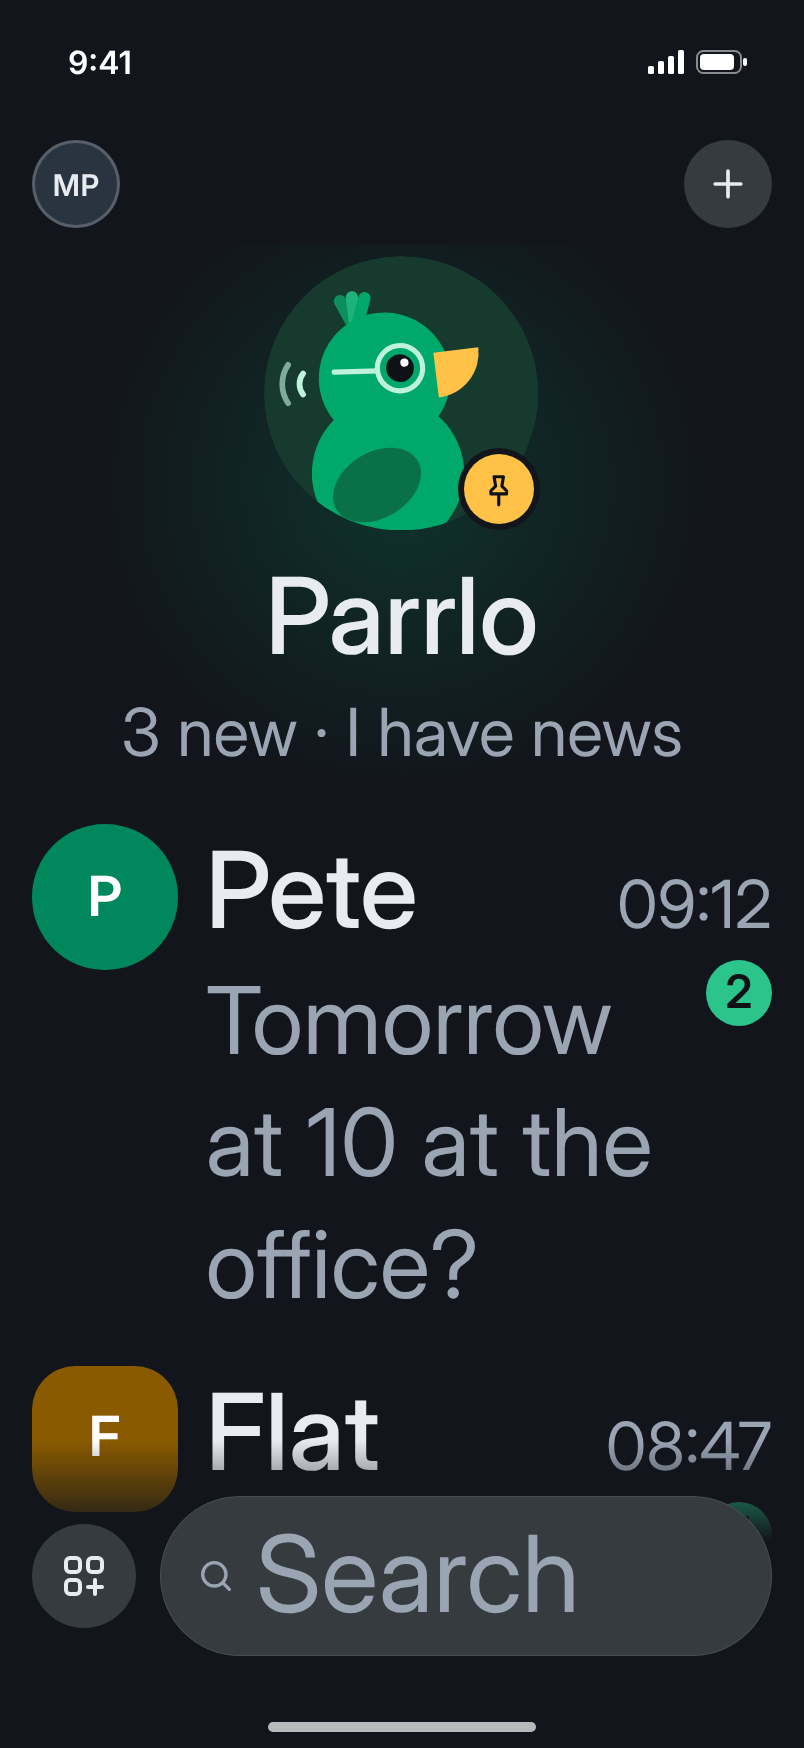 9:41
MP
Parrlo
3 new · I have news
P
Pete
09:12
Tomorrow
2
at 10 at the
office?
F
Flat
08:47
Search